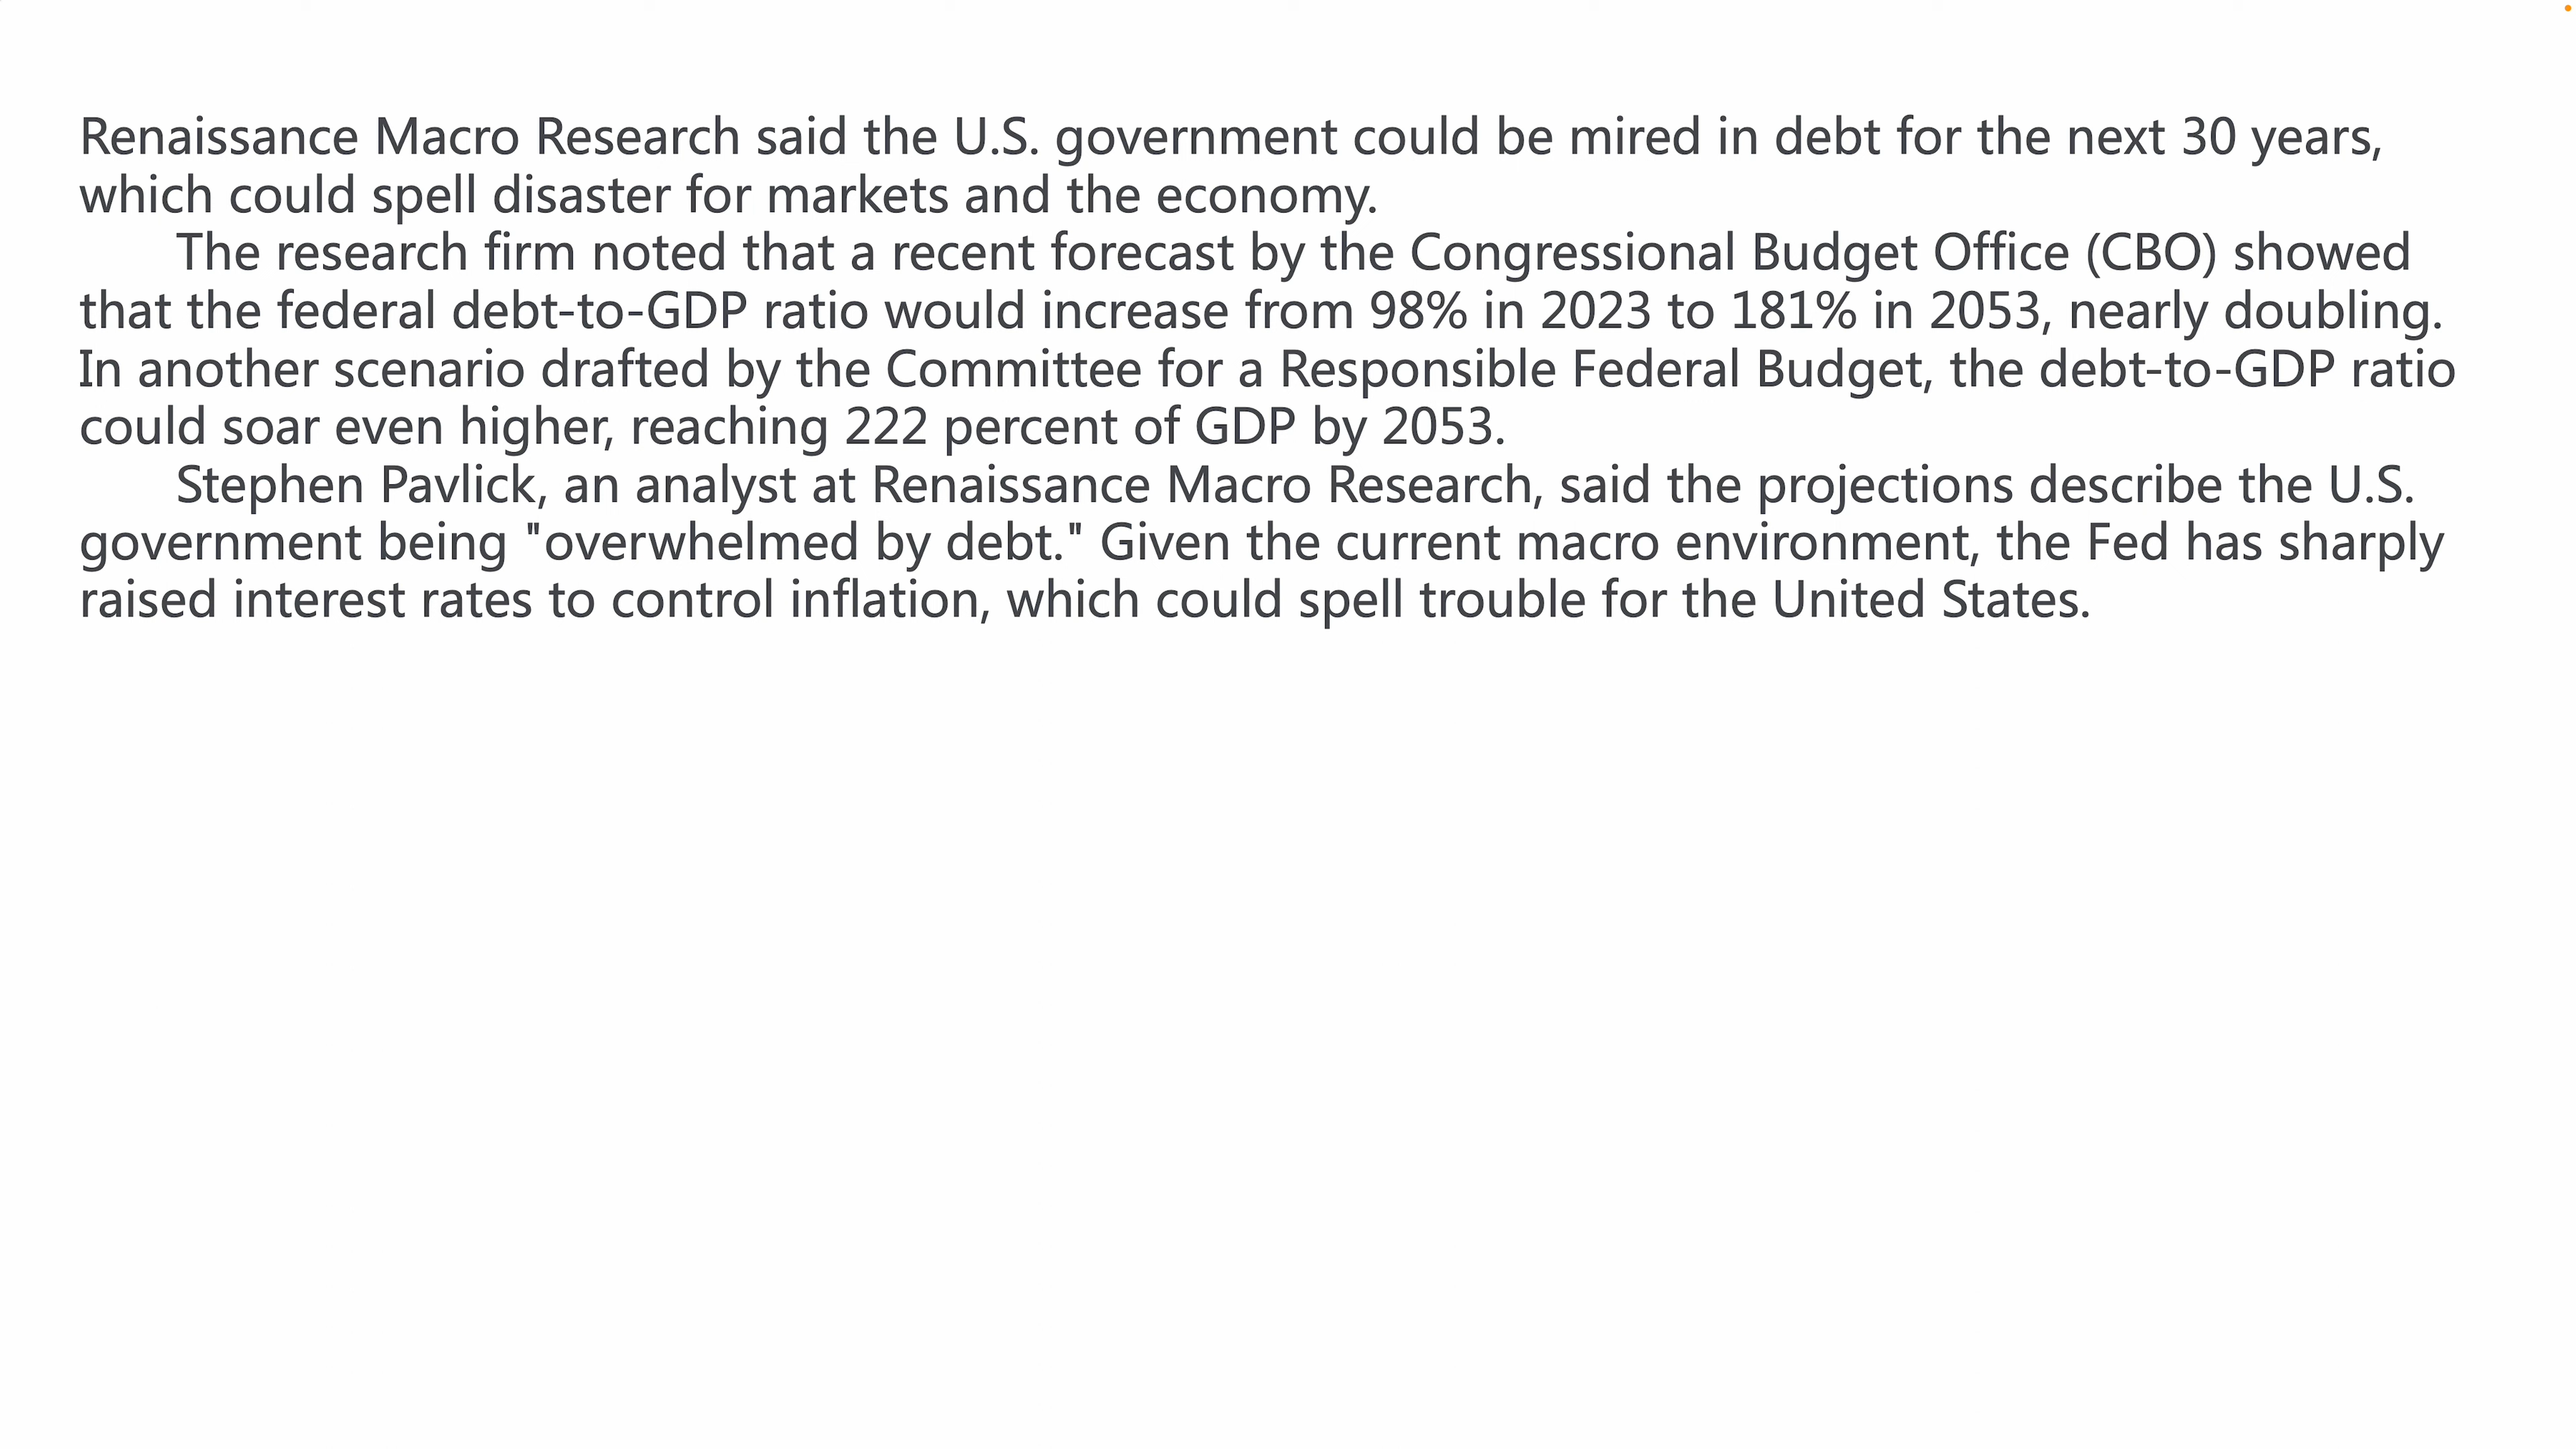 Renaissance Macro Research said the U.S. government could be mired in debt for the next 30 years,
which could spell disaster for markets and the economy.
The research firm noted that a recent forecast by the Congressional Budget Office (CBO) showed
that the federal debt-to-GDP ratio would increase from 98% in 2023 to 181% in 2053, nearly doubling.
In another scenario drafted by the Committee for a Responsible Federal Budget, the debt-to-GDP ratio
could soar even higher, reaching 222 percent of GDP by 2053.
Stephen Pavlick, an analyst at Renaissance Macro Research, said the projections describe the U.S.
government being "overwhelmed by debt." Given the current macro environment, the Fed has sharply
raised interest rates to control inflation, which could spell trouble for the United States.